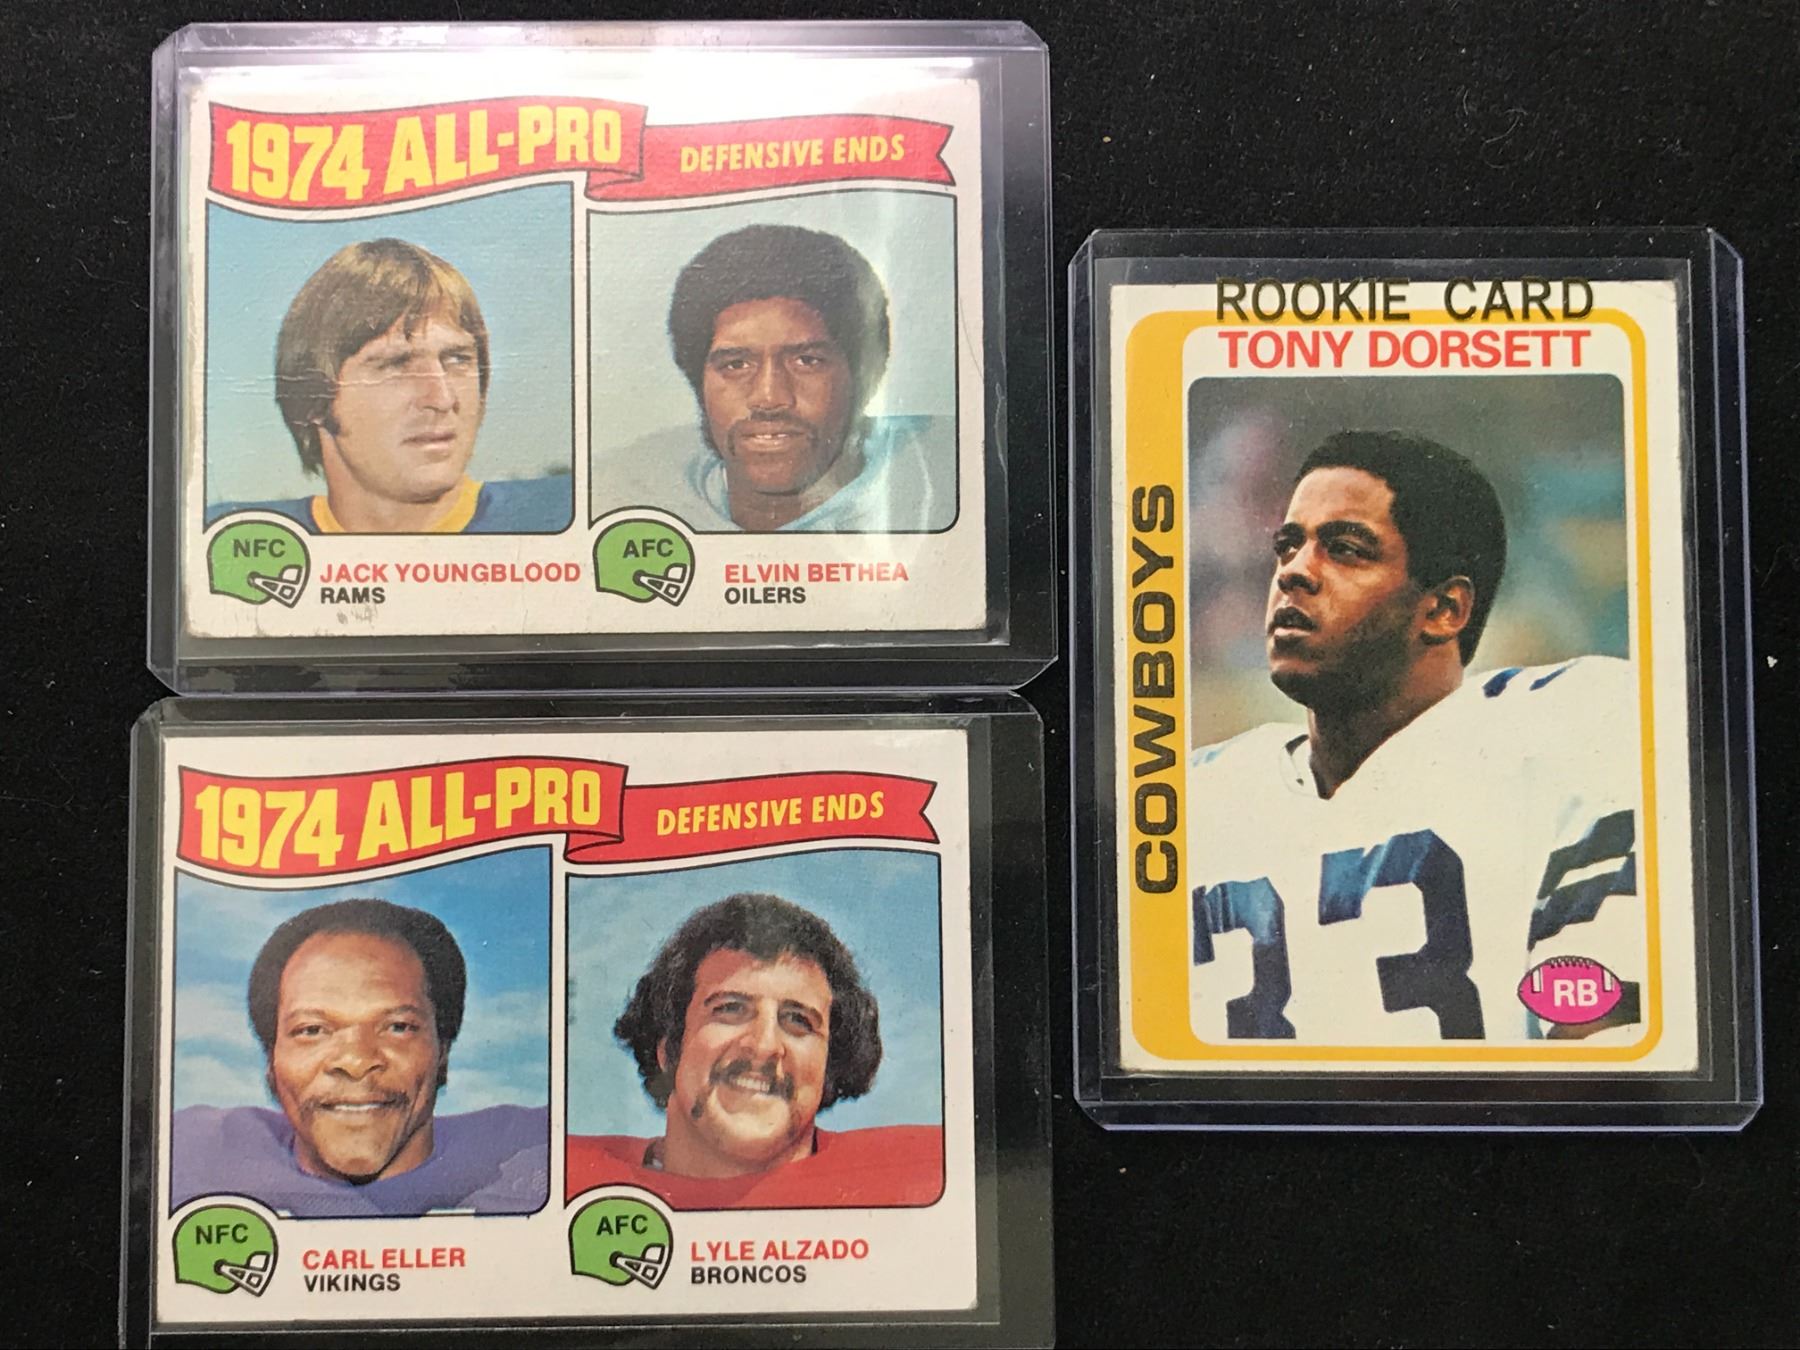 1974 ALL-PRO DEFENSIVE ENDS
NFC
JACK YOUNGBLOOD
RAMS
AFC
ELVIN BETHEA
OILERS
1974 ALL-PRO DEFENSIVE ENDS
NFC
CARL ELLER
VIKINGS
AFC
LYLE ALZADO
BRONCOS
ROOKIE CARD
TONY DORSETT
COWBOYS
33
RB